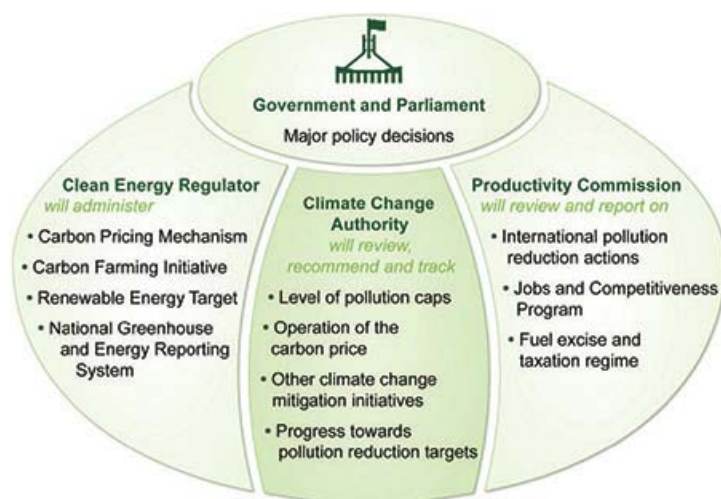 Government and Parliament
Major policy decisions
Clean Energy Regulator
will administer
• Carbon Pricing Mechanism
• Carbon Farming Initiative
• Renewable Energy Target
• National Greenhouse
and Energy Reporting
System
Climate Change
Authority
will review,
recommend and track
• Level of pollution caps
• Operation of the
carbon price
• Other climate change
mitigation initiatives
• Progress towards
pollution reduction targets
Productivity Commission
will review and report on
• International pollution
reduction actions
• Jobs and Competitiveness
Program
• Fuel excise and
taxation regime